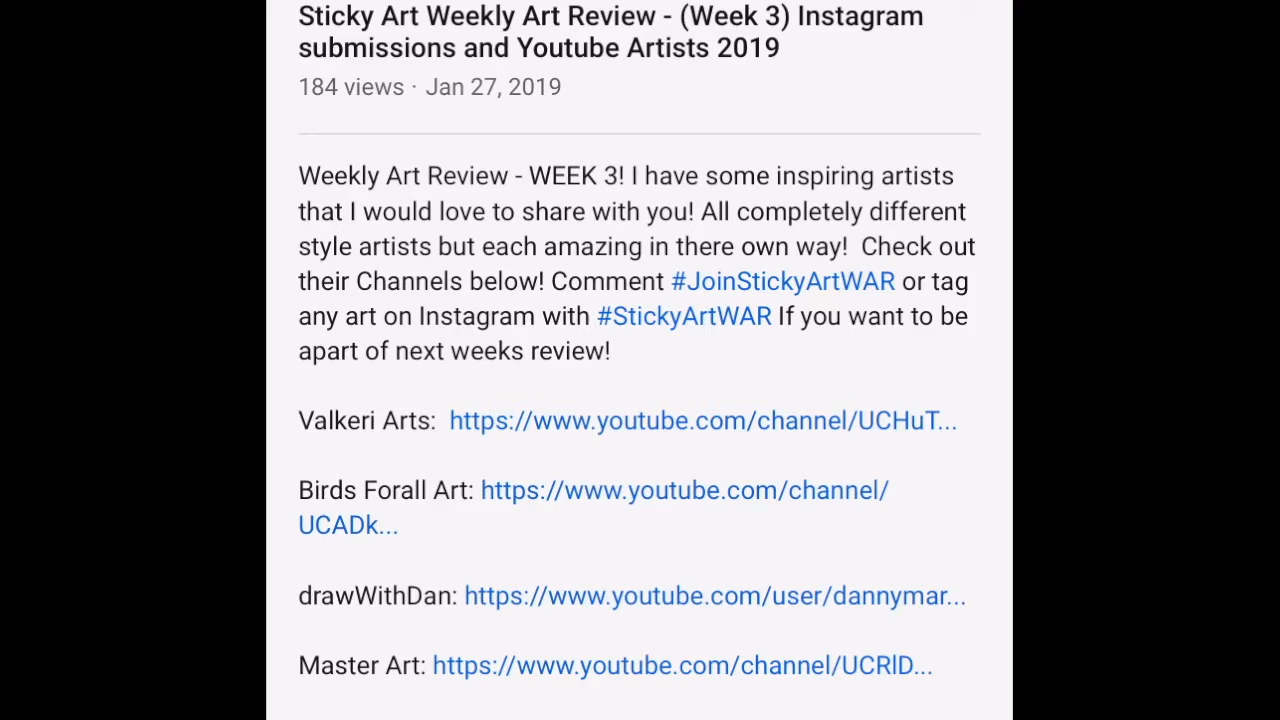 Sticky Art Weekly Art Review - (Week 3) Instagram
submissions and Youtube Artists 2019
184 views · Jan 27, 2019
Weekly Art Review - WEEK 3! I have some inspiring artists
that I would love to share with you! All completely different
style artists but each amazing in there own way!  Check out
their Channels below! Comment #JoinStickyArtWAR or tag
any art on Instagram with #StickyArtWAR If you want to be
apart of next weeks review!
Valkeri Arts:  https://www.youtube.com/channel/UCHuT...
Birds Forall Art: https://www.youtube.com/channel/
UCADk...
drawWithDan: https://www.youtube.com/user/dannymar...
Master Art: https://www.youtube.com/channel/UCRlD...